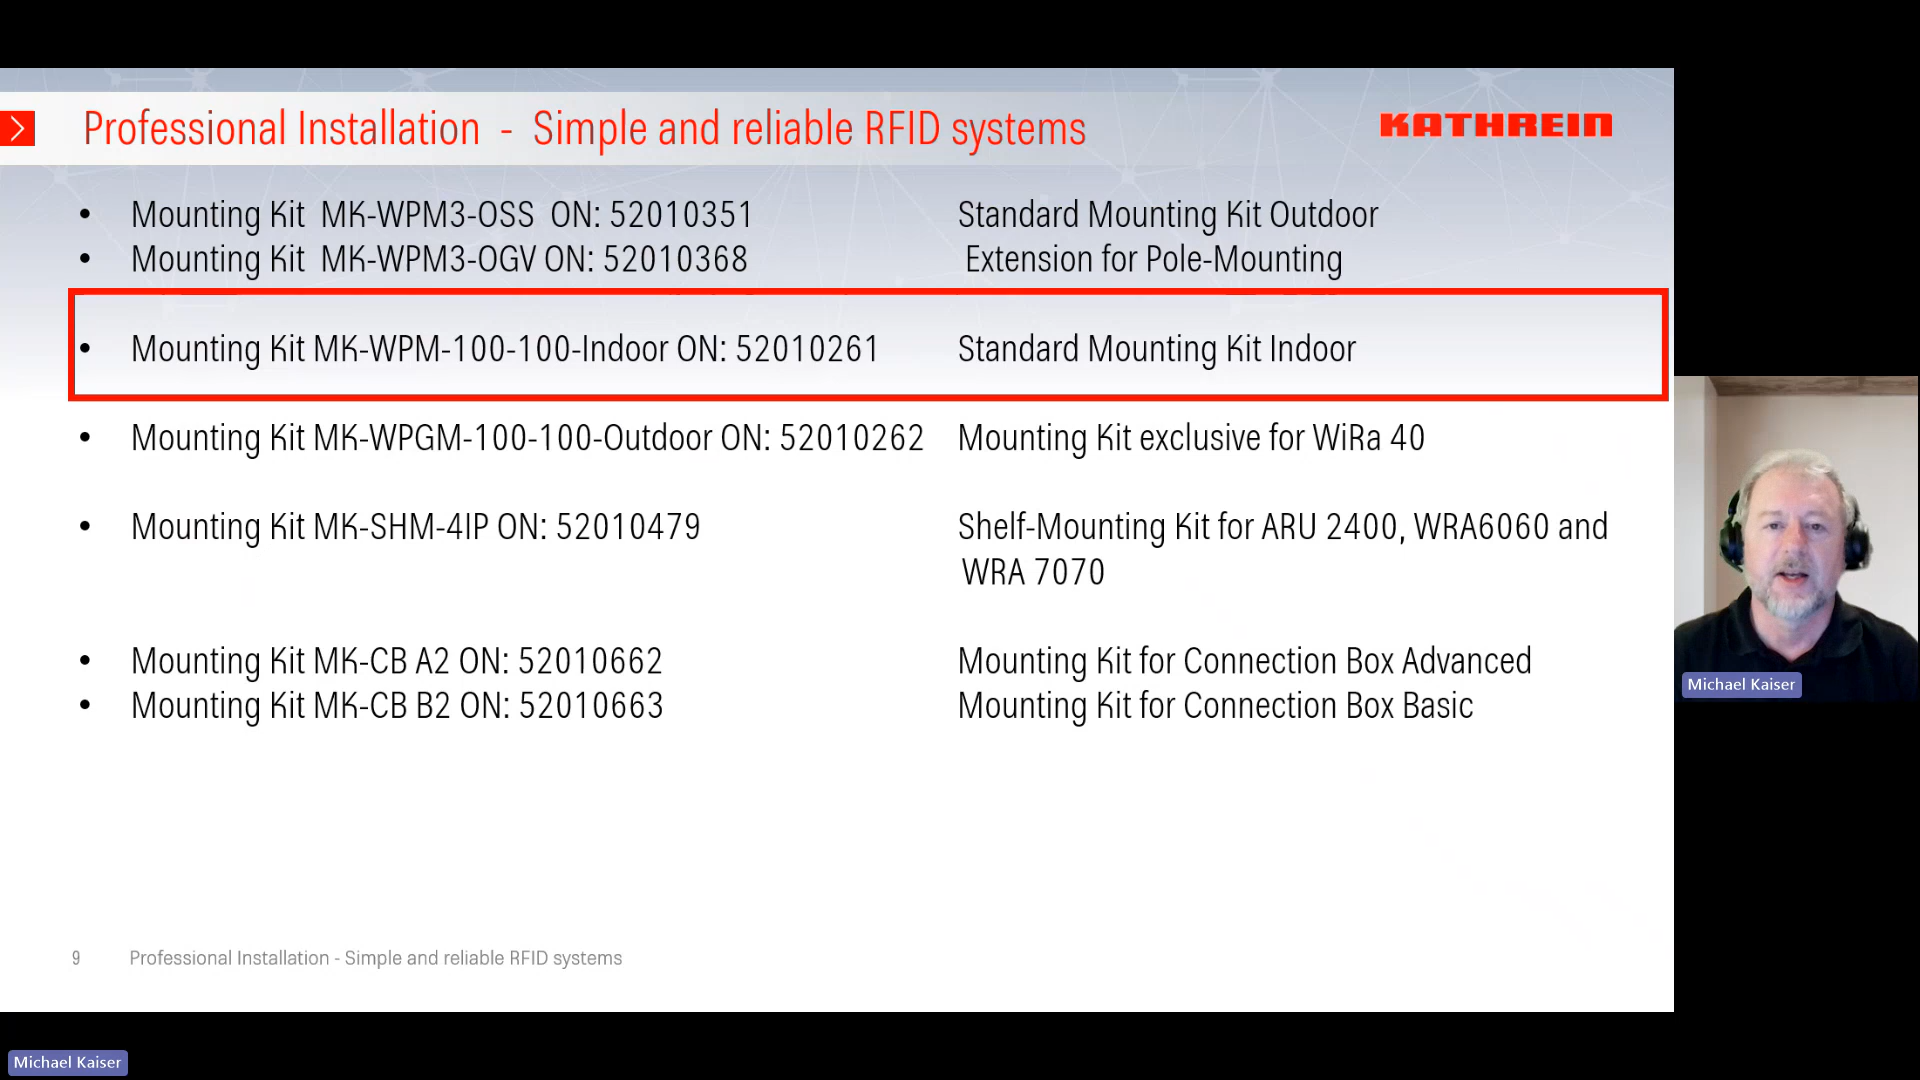 Professional Installation - Simple and reliable RFID systems
KATHREIN
• Mounting Kit MK-WPM3-OSS ON: 52010351 Standard Mounting Kit Outdoor
• Mounting Kit MK-WPM3-OGV ON: 52010368 Extension for Pole-Mounting
• Mounting Kit MK-WPM-100-100-Indoor ON: 52010261 Standard Mounting Kit Indoor
• Mounting Kit MK-WPGM-100-100-Outdoor ON: 52010262 Mounting Kit exclusive for WiRa 40
• Mounting Kit MK-SHM-4IP ON: 52010479 Shelf-Mounting Kit for ARU 2400, WRA6060 and
WRA 7070
• Mounting Kit MK-CB A2 ON: 52010662 Mounting Kit for Connection Box Advanced
• Mounting Kit MK-CB B2 ON: 52010663 Mounting Kit for Connection Box Basic
Michael Kaiser
9 Professional Installation - Simple and reliable RFID systems
Michael Kaiser